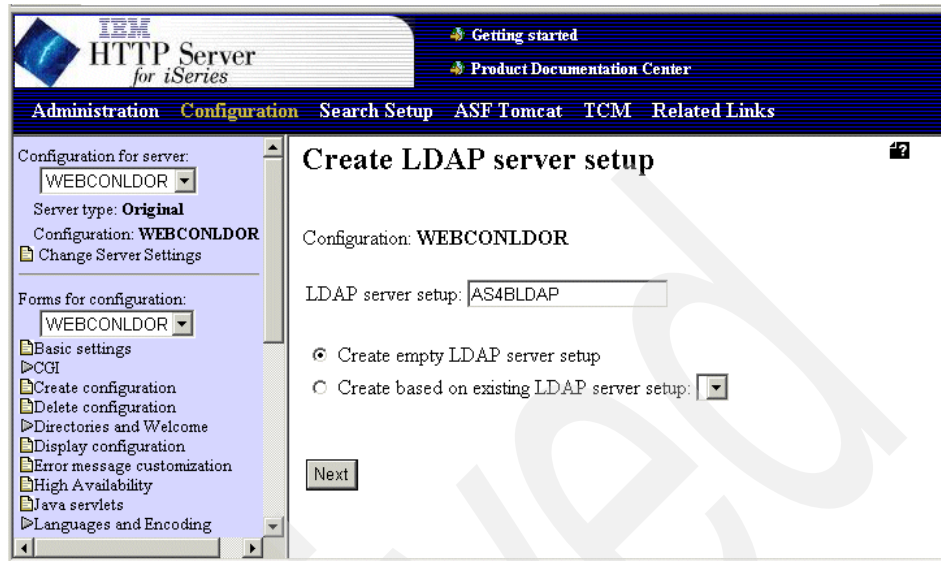 IBM
HTTP Server
for iSeries
Getting started
Product Documentation Center
Administration Configuration Search Setup ASF Tomcat TCM Related Links
Configuration for server:
WEBCONLDOR
Server type: Original
Configuration: WEBCONLDOR
Change Server Settings
Forms for configuration:
WEBCONLDOR
Basic settings
CGI
Create configuration
Delete configuration
Directories and Welcome
Display configuration
Error message customization
High Availability
Java servlets
Languages and Encoding
Create LDAP server setup
?
Configuration: WEBCONLDOR
LDAP server setup: AS4BLDAP
Create empty LDAP server setup
Create based on existing LDAP server setup:
Next